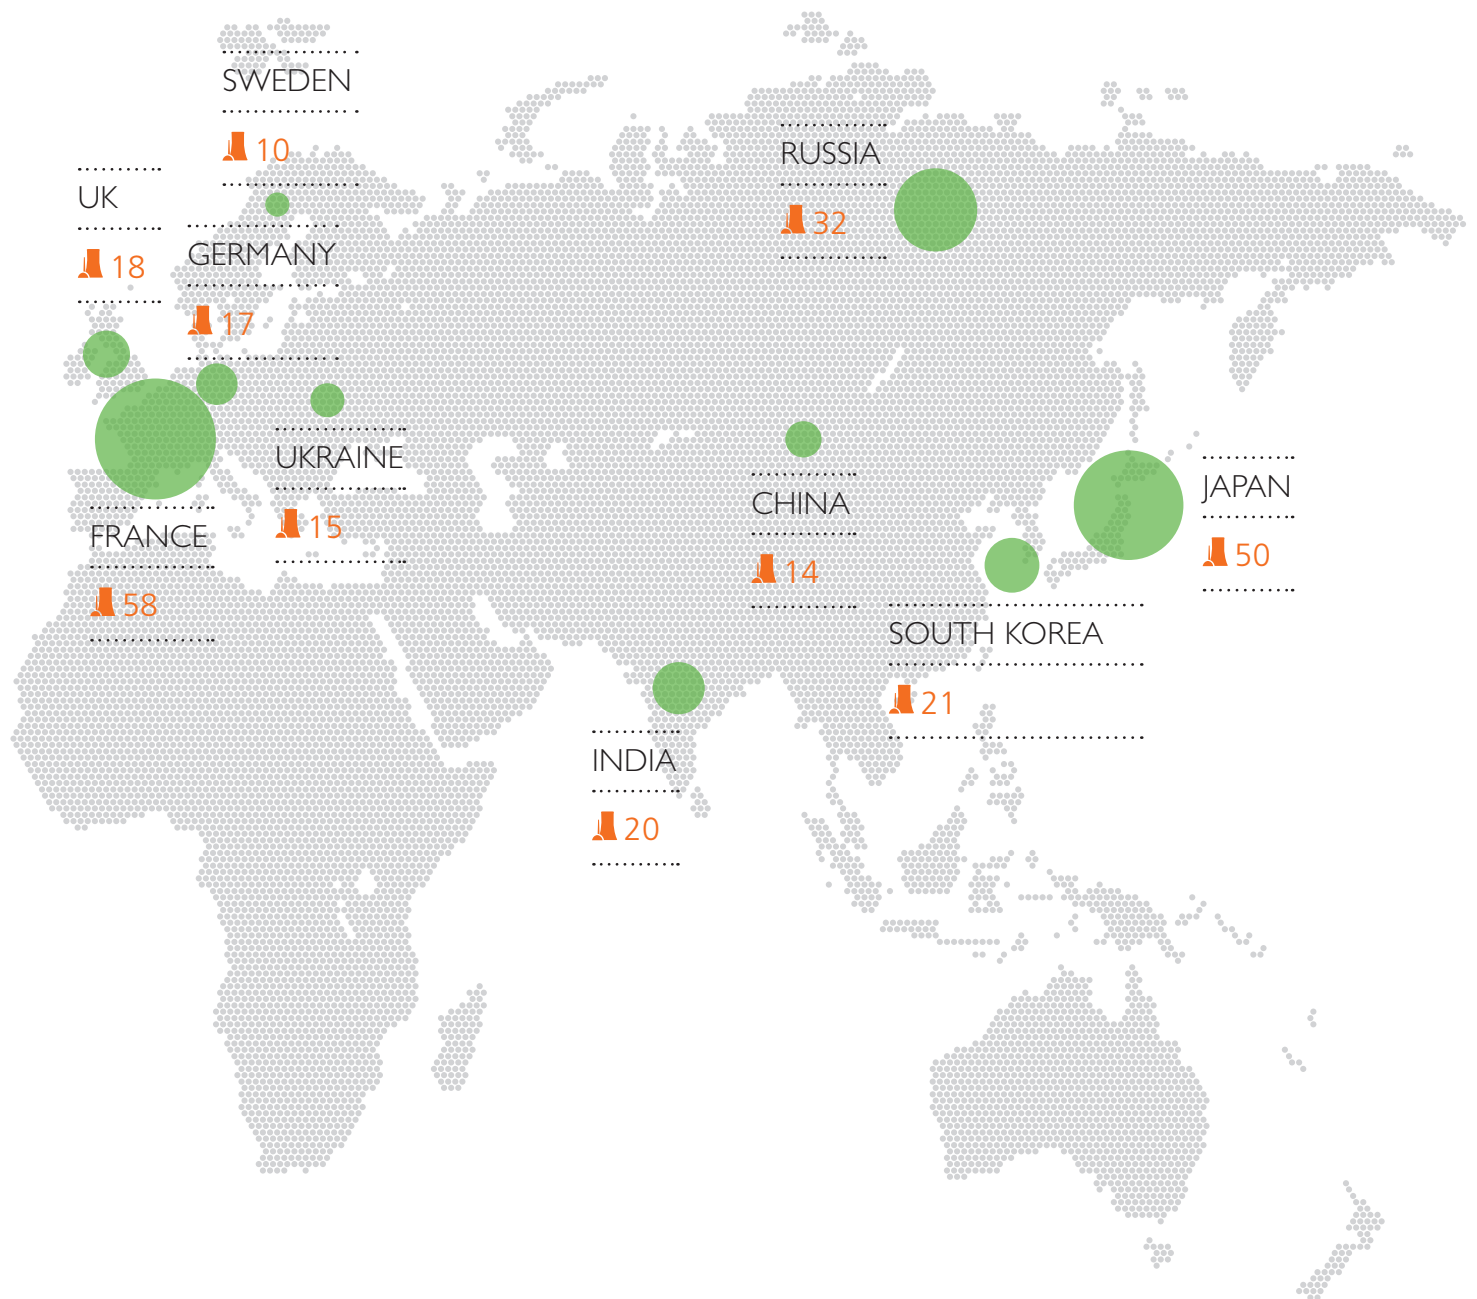 SWEDEN
10
UK
18
GERMANY
17
RUSSIA
32
UKRAINE
15
FRANCE
58
CHINA
14
JAPAN
50
SOUTH KOREA
21
INDIA
20